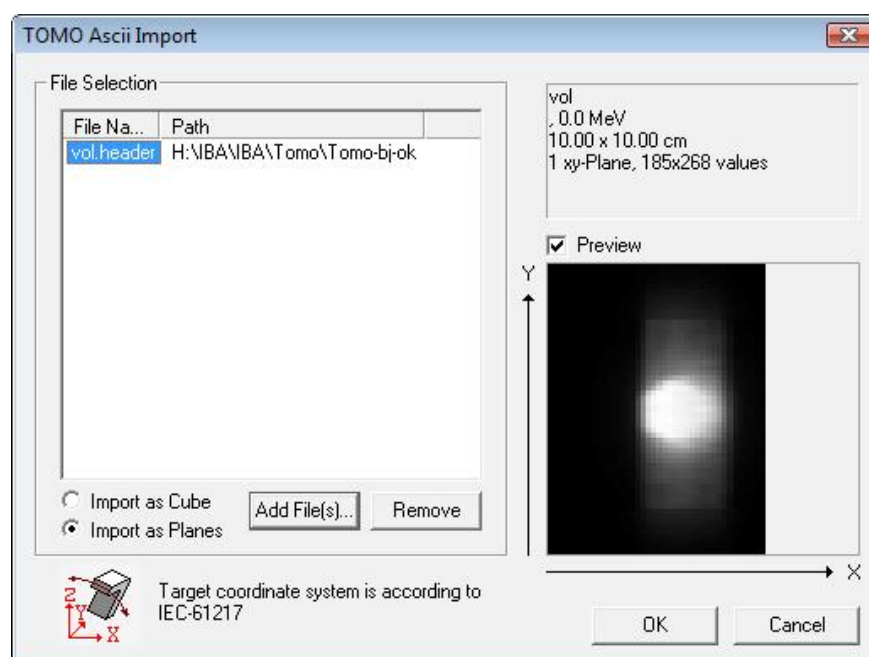 TOMO Ascii Import
File Selection
File Na... Path
vol.header H:\IBA\IBA\Tomo\Tomo-bj-ok
Import as Cube
Import as Planes
Add File(s)...
Remove
Target coordinate system is according to
IEC-61217
vol
, 0.0 MeV
10.00 x 10.00 cm
1 xy-Plane, 185x268 values
Preview
Y
X
Z
Y
X
OK
Cancel